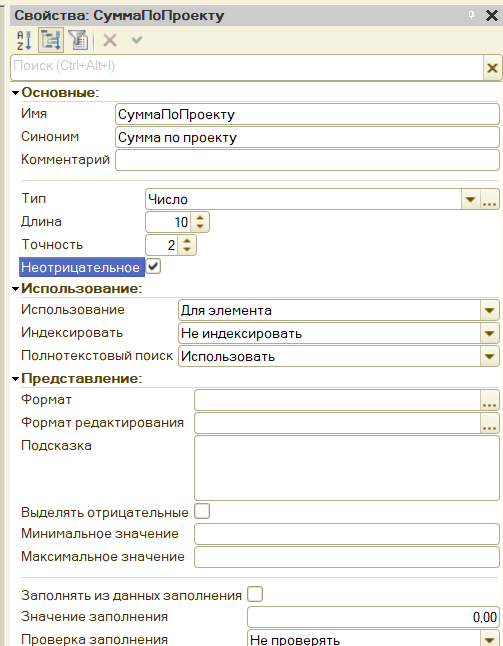 Свойства: СуммаПоПроекту
Поиск (Ctrl+Alt+I)
Основные:
Имя СуммаПоПроекту
Синоним Сумма по проекту
Комментарий
Тип Число
Длина 10
Точность 2
Неотрицательное
Использование:
Использование Для элемента
Индексировать Не индексировать
Полнотекстовый поиск Использовать
Представление:
Формат
Формат редактирования
Подсказка
Выделять отрицательные
Минимальное значение
Максимальное значение
Заполнять из данных заполнения
Значение заполнения 0,00
Проверка заполнения Не проверять